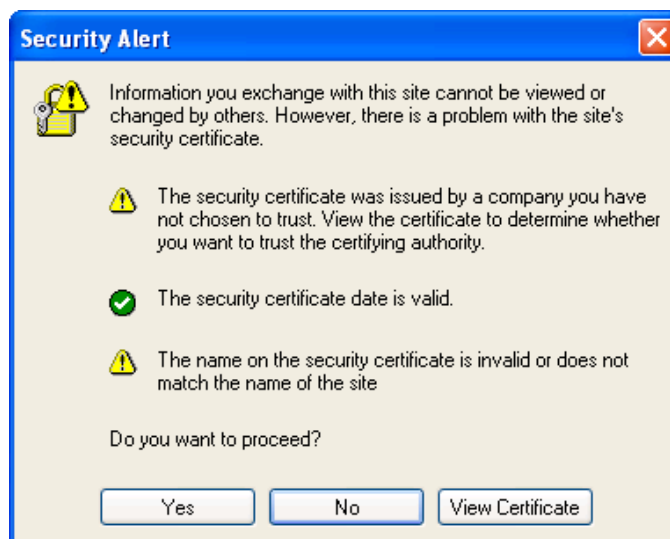 Security Alert
Information you exchange with this site cannot be viewed or
changed by others. However, there is a problem with the site's
security certificate.
The security certificate was issued by a company you have
not chosen to trust. View the certificate to determine whether
you want to trust the certifying authority.
The security certificate date is valid.
The name on the security certificate is invalid or does not
match the name of the site
Do you want to proceed?
Yes No View Certificate